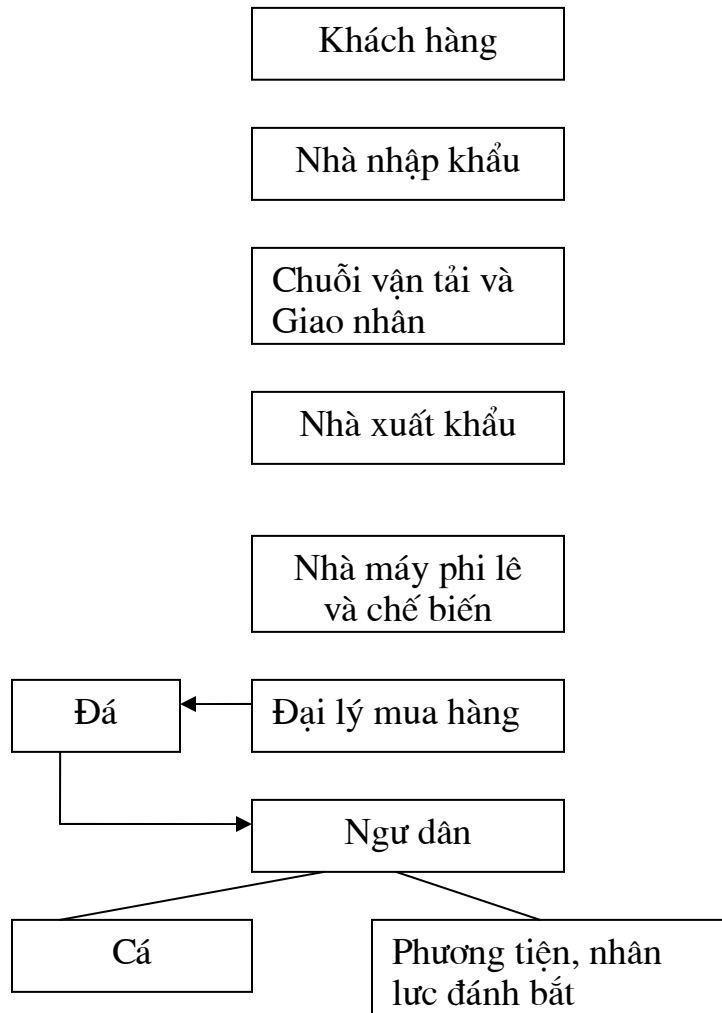 Khách hàng
Nhà nhập khẩu
Chuỗi vận tải và
Giao nhân
Nhà xuất khẩu
Nhà máy phi lê
và chế biến
Đá
Đại lý mua hàng
Ngư dân
Cá
Phương tiện, nhân
lưc đánh bắt